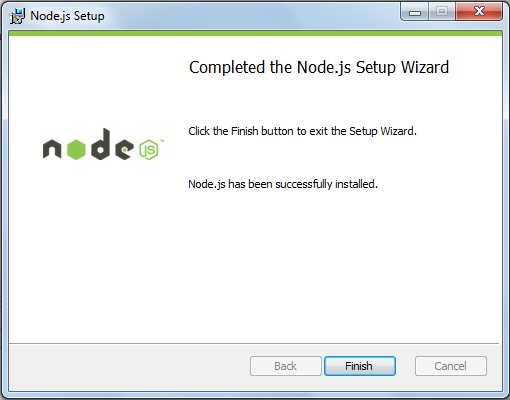 Node.js Setup
Completed the Node.js Setup Wizard
node JS™
Click the Finish button to exit the Setup Wizard.
Node.js has been successfully installed.
Back
Finish
Cancel